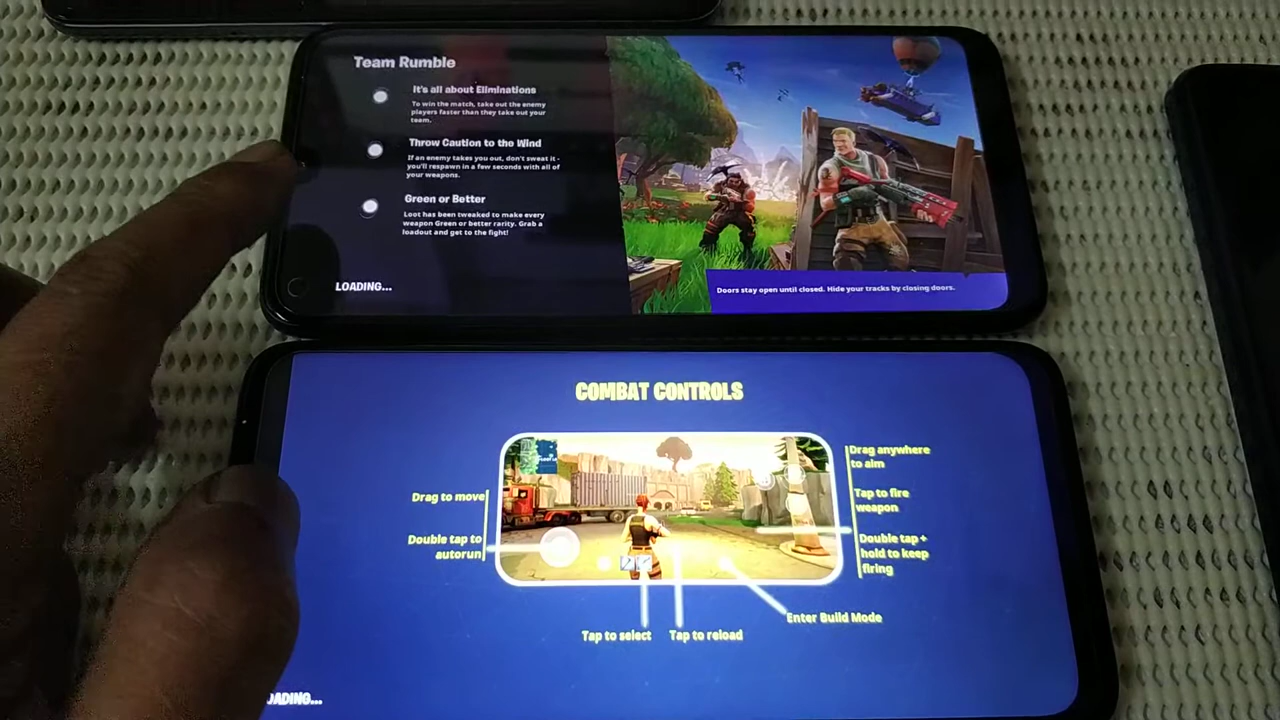 Team Rumble
It's all about Eliminations
To win the match, take out the enemy
players faster than they take out your
team.
Throw Caution to the Wind
If an enemy takes you out, don't sweat it -
you'll respawn in a few seconds with all of
your weapons.
Green or Better
Loot has been tweaked to make every
weapon Green or better rarity. Grab a
loadout and get to the fight!
LOADING...
Doors stay open until closed. Hide your tracks by closing doors.
COMBAT CONTROLS
Drag to move
Double tap to
autorun
Drag anywhere
to aim
Tap to fire
weapon
Double tap +
hold to keep
firing
Enter Build Mode
Tap to select
Tap to reload
OADING...